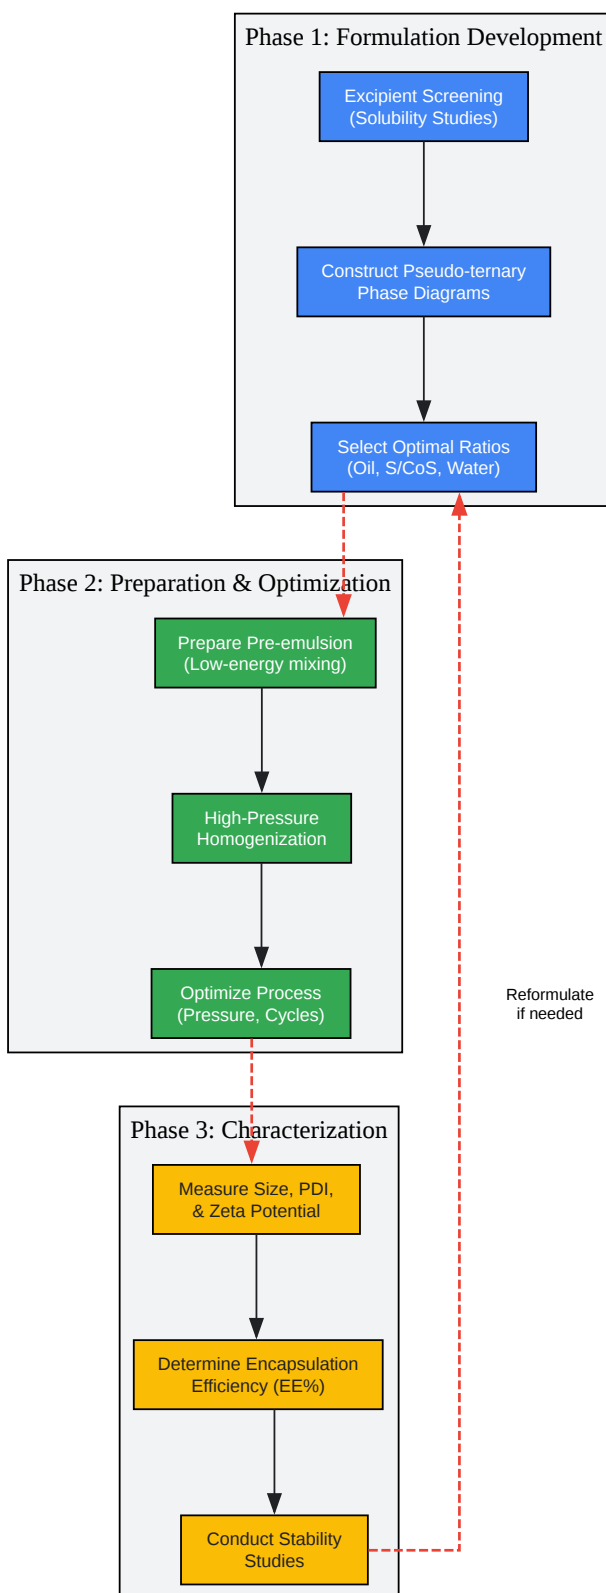 Phase 1: Formulation Development
Excipient Screening
(Solubility Studies)
Construct Pseudo-ternary
Phase Diagrams
Select Optimal Ratios
(Oil, S/CoS, Water)
Phase 2: Preparation & Optimization
Prepare Pre-emulsion
(Low-energy mixing)
High-Pressure
Homogenization
Optimize Process
(Pressure, Cycles)
Reformulate
if needed
Phase 3: Characterization
Measure Size, PDI,
& Zeta Potential
Determine Encapsulation
Efficiency (EE%)
Conduct Stability
Studies